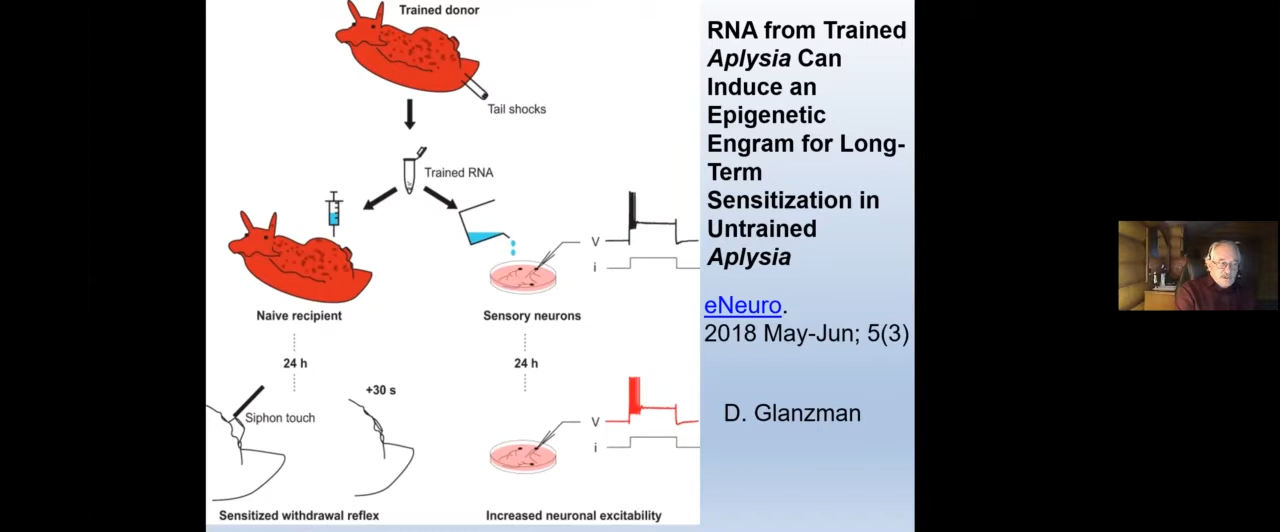 Trained donor
Tail shocks
Trained RNA
V
i
Naive recipient
Sensory neurons
24 h
24 h
+30 s
Siphon touch
V
i
Sensitized withdrawal reflex
Increased neuronal excitability
RNA from Trained
Aplysia Can
Induce an
Epigenetic
Engram for Long-
Term
Sensitization in
Untrained
Aplysia
eNeuro.
2018 May-Jun; 5(3)
D. Glanzman